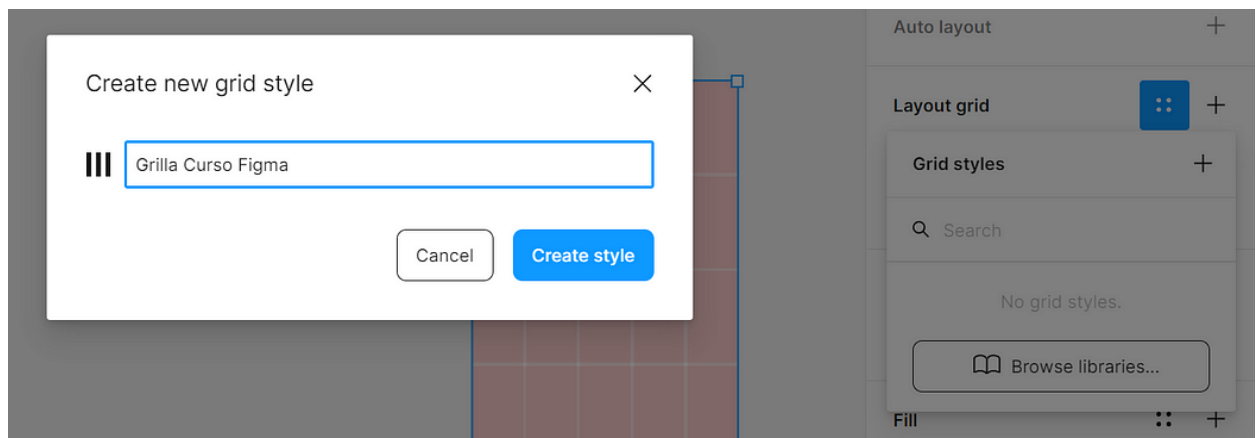 Create new grid style
Grilla Curso Figma
Cancel
Create style
Auto layout
Layout grid
Grid styles
Search
No grid styles.
Browse libraries...
Fill